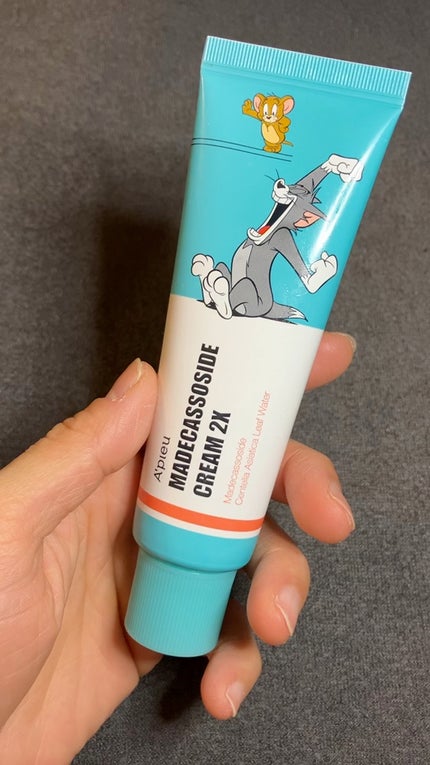 A'PIEU
MADECASSOSIDE
CREAM 2X
Madecassoside
Centella Asiatica Leaf Water